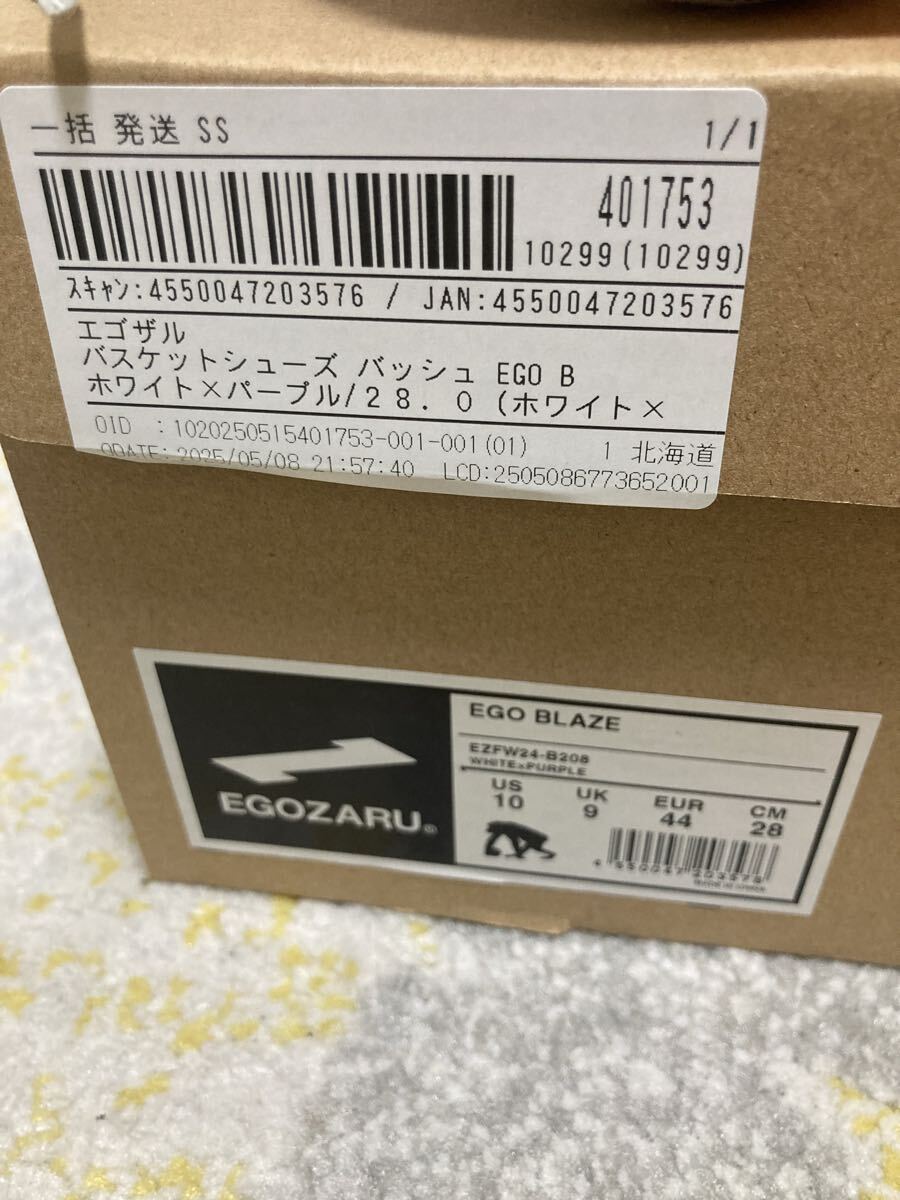 一括 発送 SS 1/1
401753
10299(10299)
スキャン:4550047203576 / JAN:4550047203576
エゴザル
バスケットシューズ バッシュ EGO B
ホワイト×パープル/28.0 (ホワイト×
OID :1020250515401753-001-001(01) 1 北海道
ODATE: 2025/05/08 21:57:40 LCD:2505086773652001
EGOZARU®
EGO BLAZE
EZFW24-B208
WHITE×PURPLE
US UK EUR CM
10 9 44 28
4 550047 203576